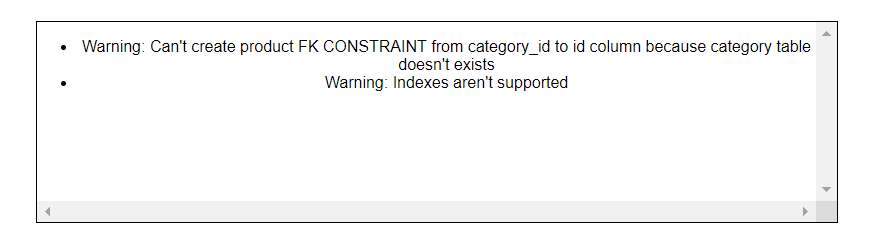 Warning: Can't create product FK CONSTRAINT from category_id to id column because category table
doesn't exists
Warning: Indexes aren't supported